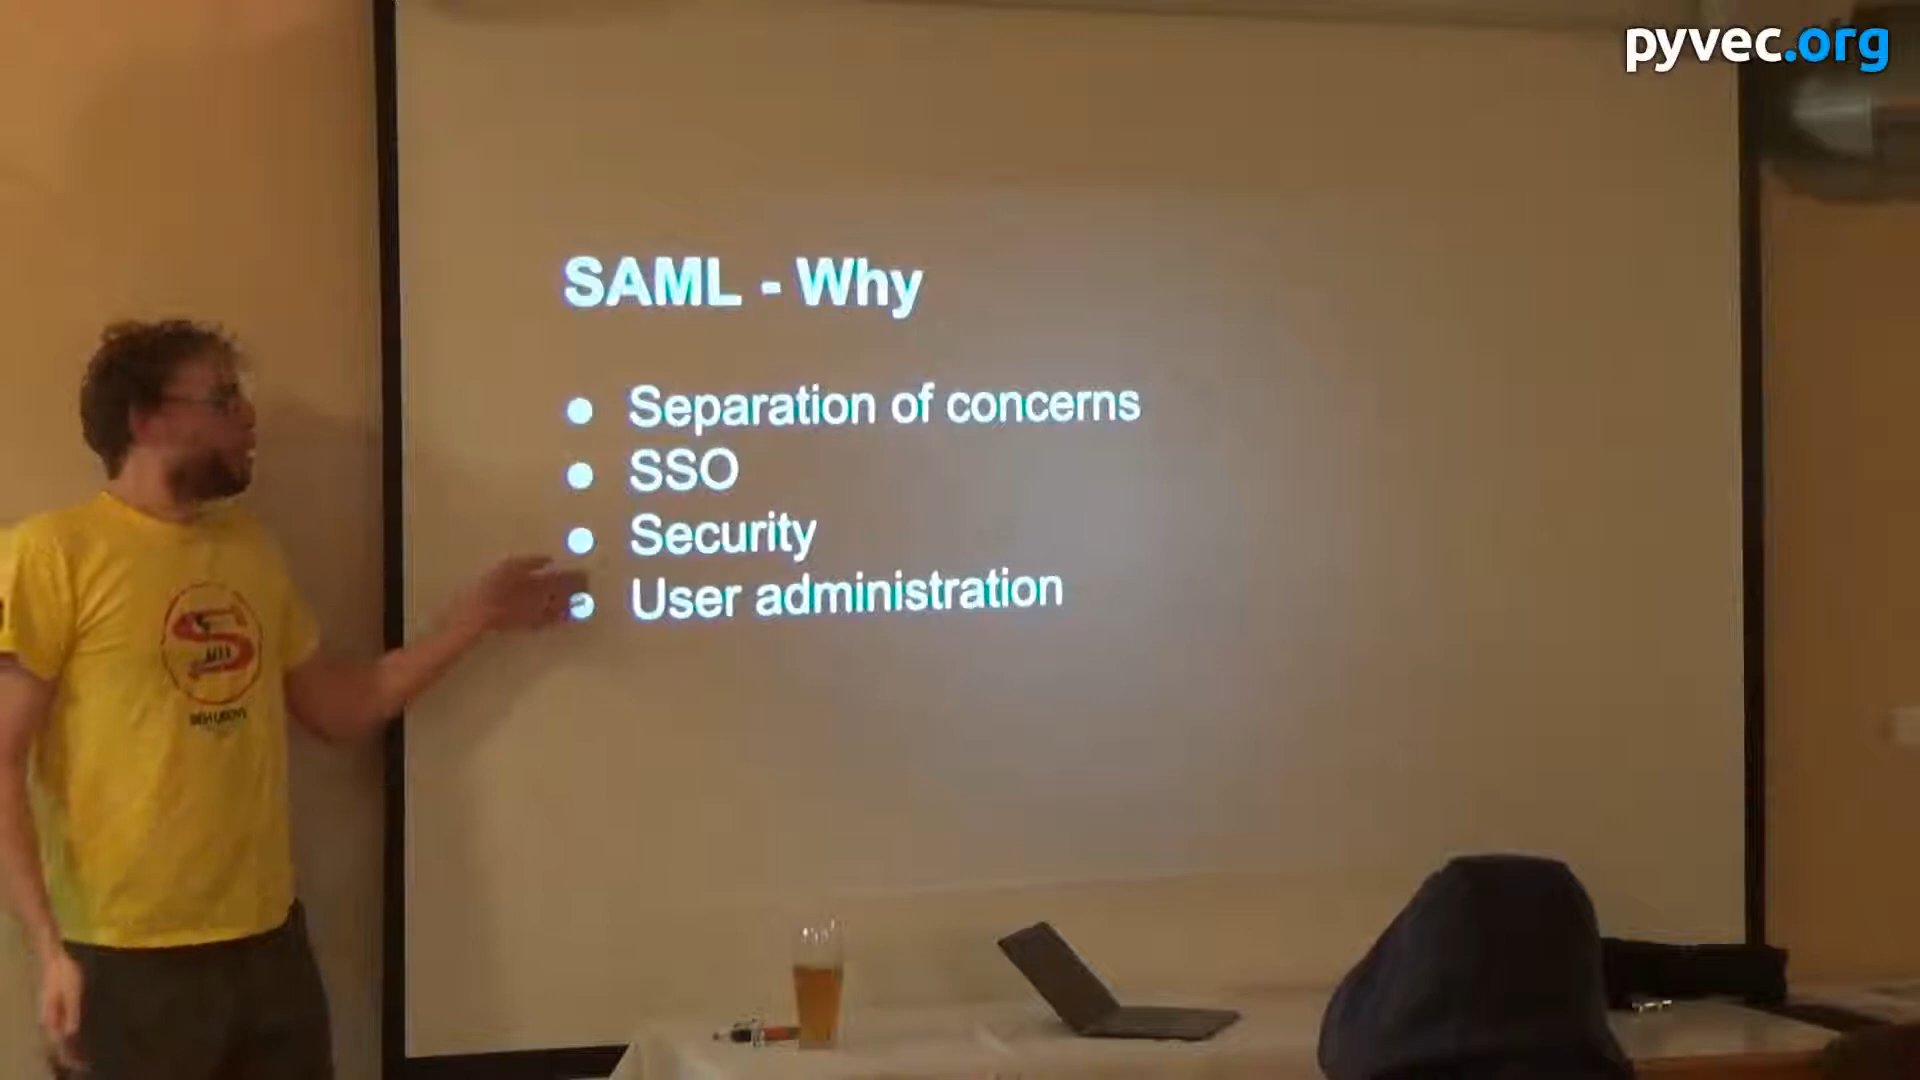 pyvec.org
SAML - Why
● Separation of concerns
● SSO
● Security
● User administration